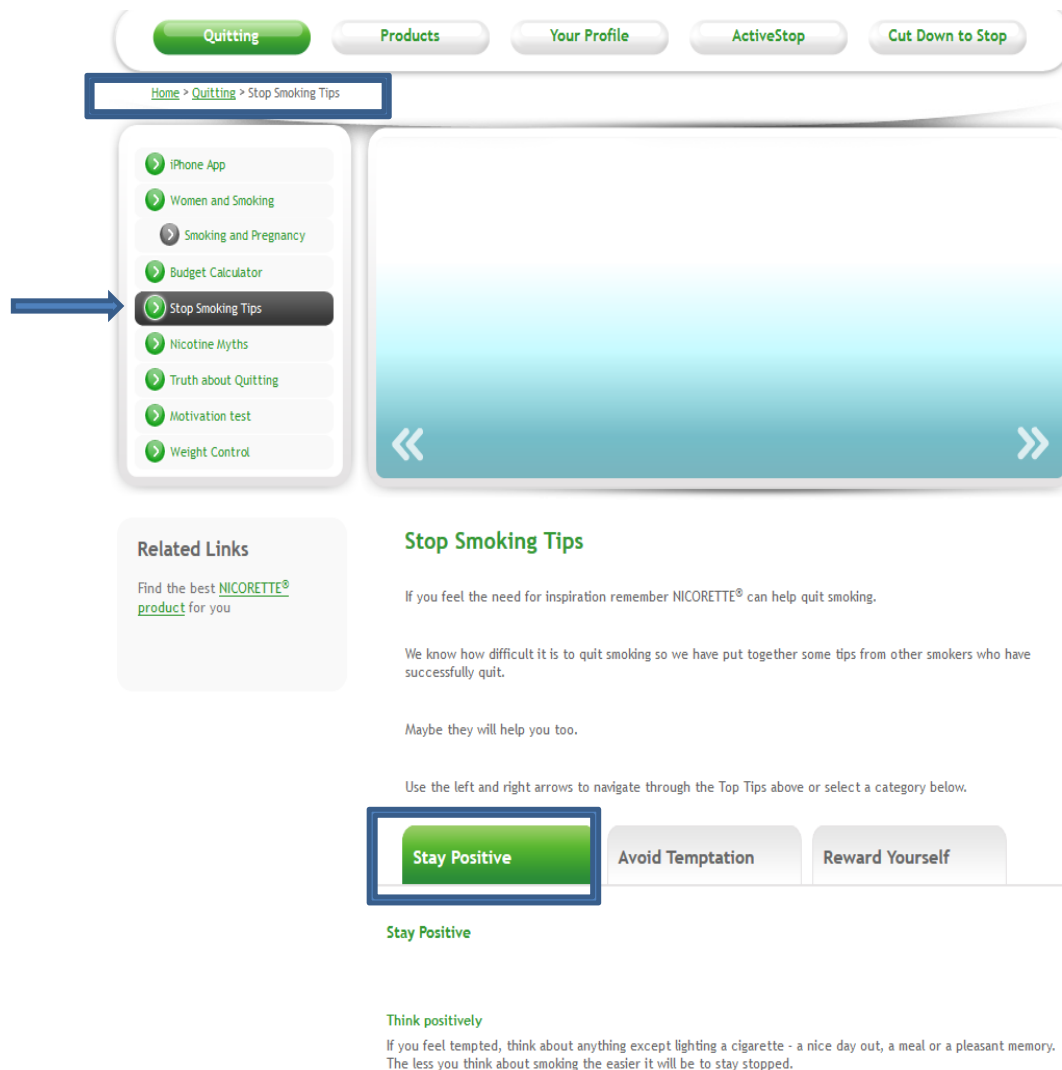 Quitting
Products
Your Profile
ActiveStop
Cut Down to Stop
Home > Quitting > Stop Smoking Tips
iPhone App
Women and Smoking
Smoking and Pregnancy
Budget Calculator
Stop Smoking Tips
Nicotine Myths
Truth about Quitting
Motivation test
Weight Control
Related Links
Find the best NICORETTE®
product for you
Stop Smoking Tips
If you feel the need for inspiration remember NICORETTE® can help quit smoking.
We know how difficult it is to quit smoking so we have put together some tips from other smokers who have
successfully quit.
Maybe they will help you too.
Use the left and right arrows to navigate through the Top Tips above or select a category below.
Stay Positive
Avoid Temptation
Reward Yourself
Stay Positive
Think positively
If you feel tempted, think about anything except lighting a cigarette - a nice day out, a meal or a pleasant memory.
The less you think about smoking the easier it will be to stay stopped.